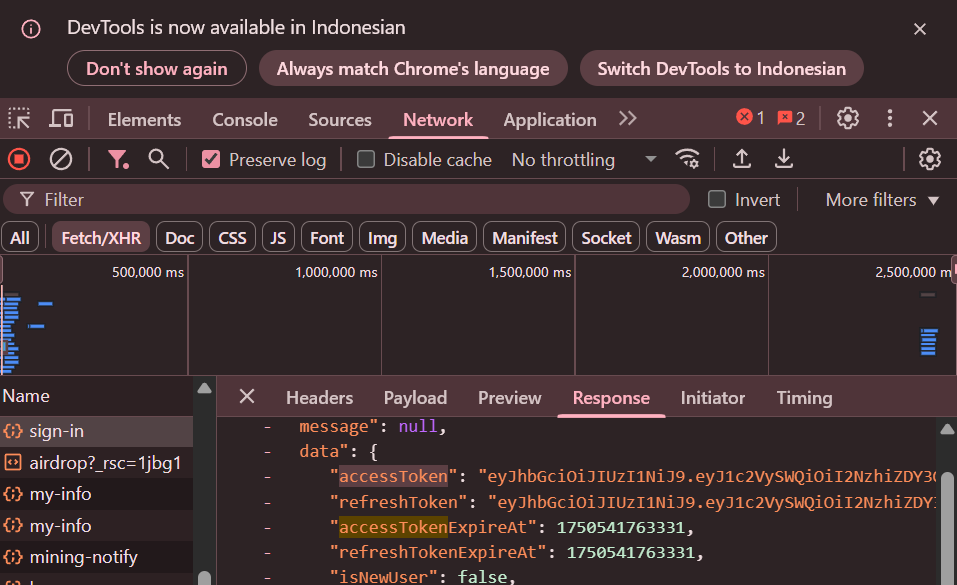 DevTools is now available in Indonesian
Don't show again Always match Chrome's language Switch DevTools to Indonesian
Elements Console Sources Network Application 1 2
Preserve log Disable cache No throttling
Filter Invert More filters
All Fetch/XHR Doc CSS JS Font Img Media Manifest Socket Wasm Other
500,000 ms 1,000,000 ms 1,500,000 ms 2,000,000 ms 2,500,000 m
Name Headers Payload Preview Response Initiator Timing
sign-in
airdrop?_rsc=1jbg1
my-info
my-info
mining-notify
- message": null,
- data": {
- "accessToken": "eyJhbGciOiJIUzI1NiJ9.eyJ1c2VySWQiOiI2NzhiZDY3
- "refreshToken": "eyJhbGciOiJIUzI1NiJ9.eyJ1c2VySWQiOiI2NzhiZDY
- "accessTokenExpireAt": 1750541763331,
- "refreshTokenExpireAt": 1750541763331,
- "isNewUser": false,